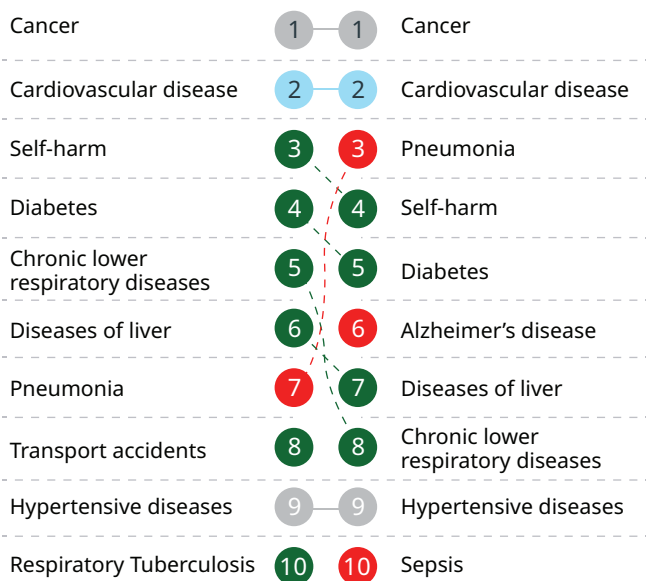 Cancer 1 1 Cancer
Cardiovascular disease 2 2 Cardiovascular disease
Self-harm 3 3 Pneumonia
Diabetes 4 4 Self-harm
Chronic lower
respiratory diseases 5 5 Diabetes
Diseases of liver 6 6 Alzheimer’s disease
Pneumonia 7 7 Diseases of liver
Transport accidents 8 8 Chronic lower
respiratory diseases
Hypertensive diseases 9 9 Hypertensive diseases
Respiratory Tuberculosis 10 10 Sepsis